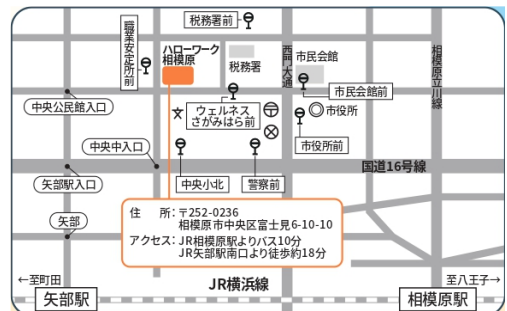 税務署前
職業安定所前
ハローワーク
相模原
税務署
西門大通
市民会館
相模原立川線
市民会館前
中央公民館入口
ウェルネス
さがみはら前
市役所
市役所前
中央中入口
国道16号線
矢部駅入口
中央小北
警察前
住 所：〒252-0236
相模原市中央区富士見6-10-10
アクセス：JR相模原駅よりバス10分
JR矢部駅南口より徒歩約18分
矢部
←至町田
JR横浜線
至八王子→
矢部駅
相模原駅